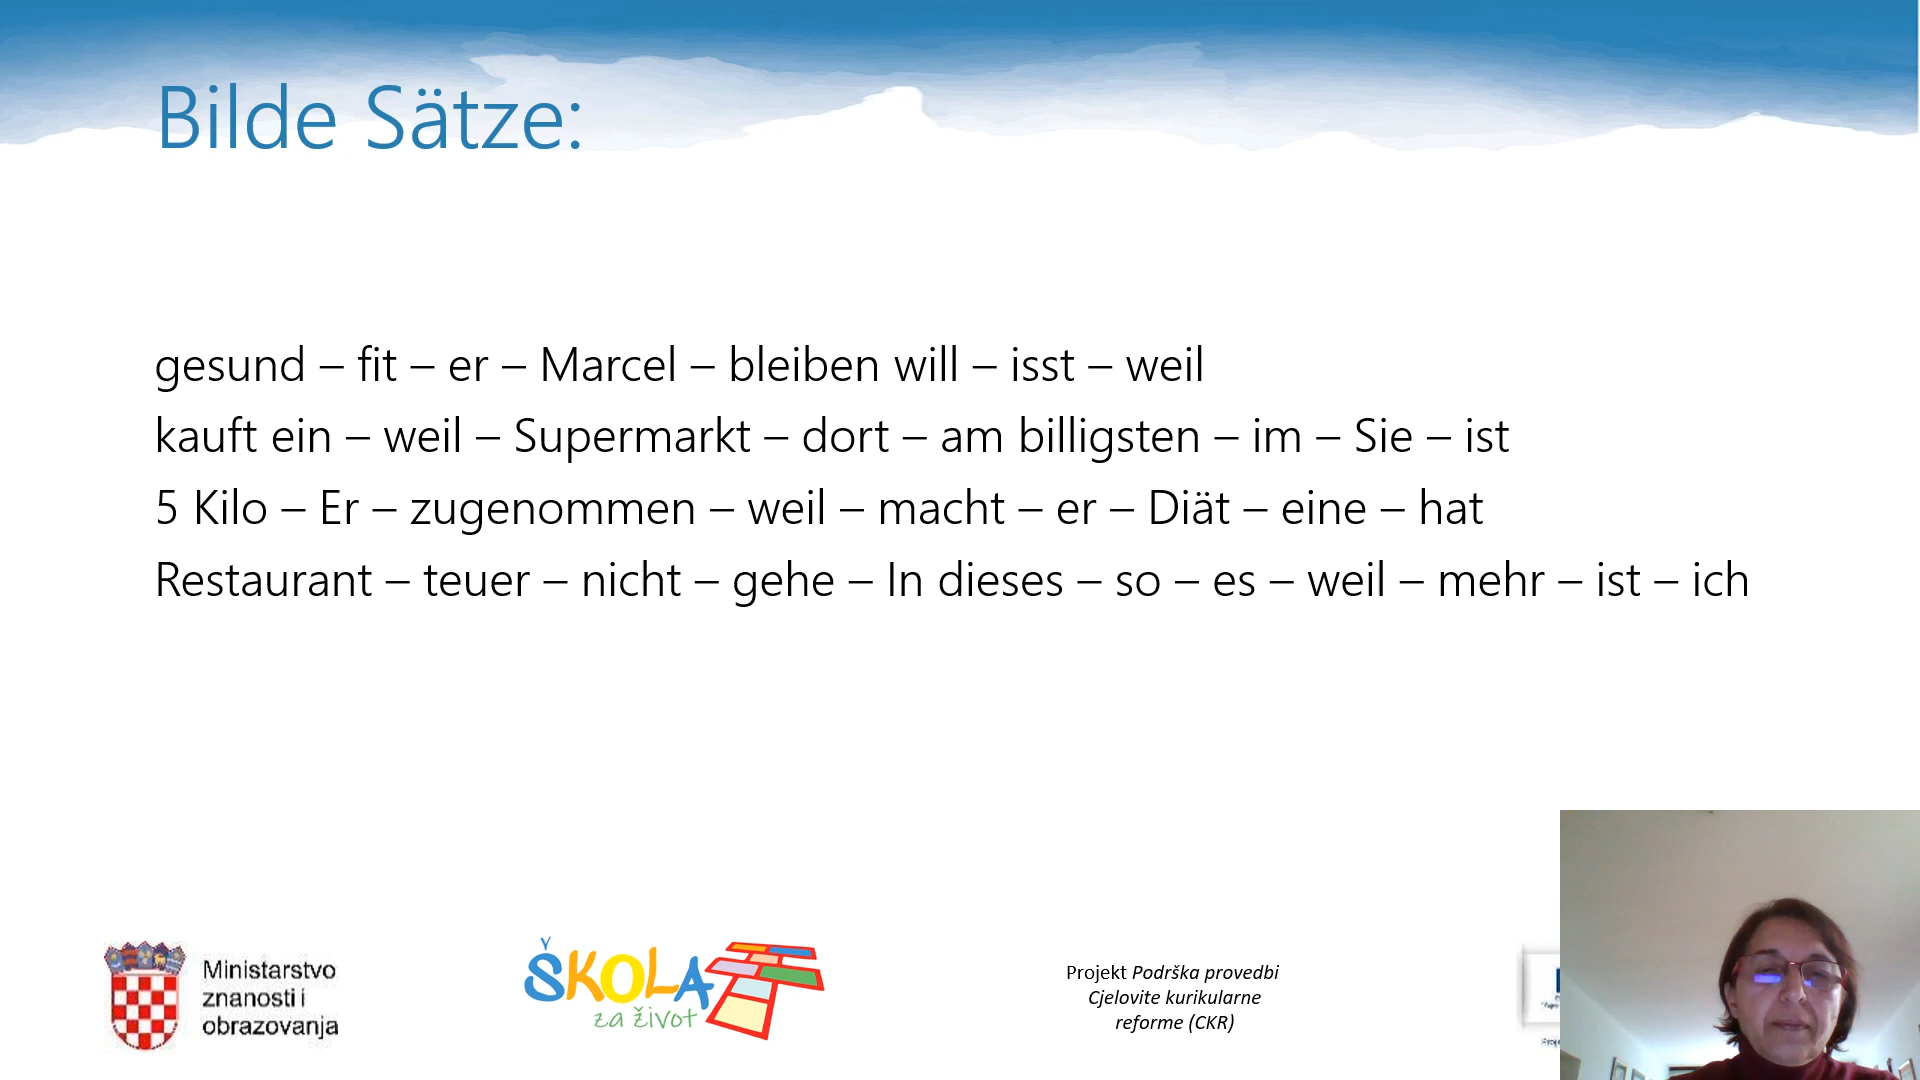 Bilde Sätze:
gesund – fit – er – Marcel – bleiben will – isst – weil
kauft ein – weil – Supermarkt – dort – am billigsten – im – Sie – ist
5 Kilo – Er – zugenommen – weil – macht – er – Diät – eine – hat
Restaurant – teuer – nicht – gehe – In dieses – so – es – weil – mehr – ist – ich
Ministarstvo
znanosti i
obrazovanja
ŠKOLA
za život
Projekt Podrška provedbi
Cjelovite kurikularne
reforme (CKR)